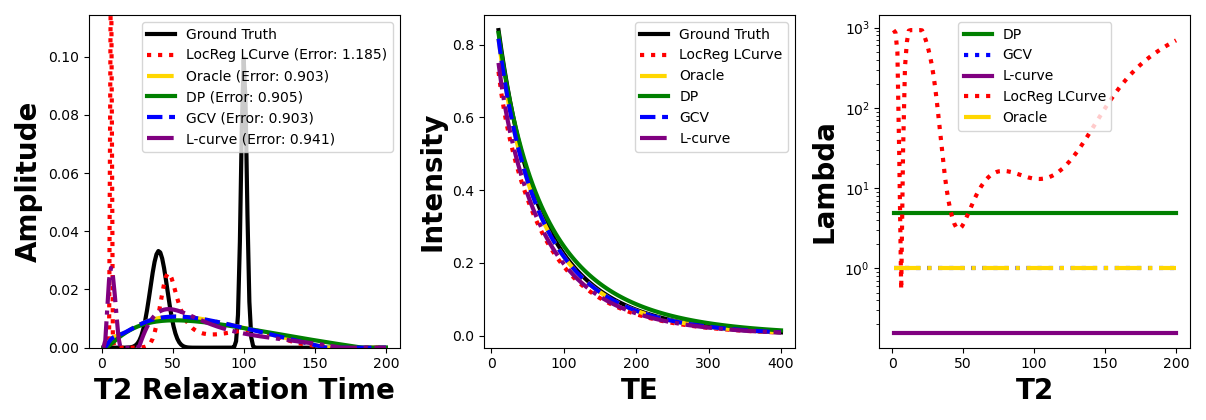 Amplitude
0.00
0.02
0.04
0.06
0.08
0.10
0
50
100
150
200
T2 Relaxation Time
Ground Truth
LocReg LCurve (Error: 1.185)
Oracle (Error: 0.903)
DP (Error: 0.905)
GCV (Error: 0.903)
L-curve (Error: 0.941)
Intensity
0.0
0.2
0.4
0.6
0.8
0
100
200
300
400
TE
Ground Truth
LocReg LCurve
Oracle
DP
GCV
L-curve
Lambda
10⁰
10¹
10²
10³
0
50
100
150
200
T2
DP
GCV
L-curve
LocReg LCurve
Oracle